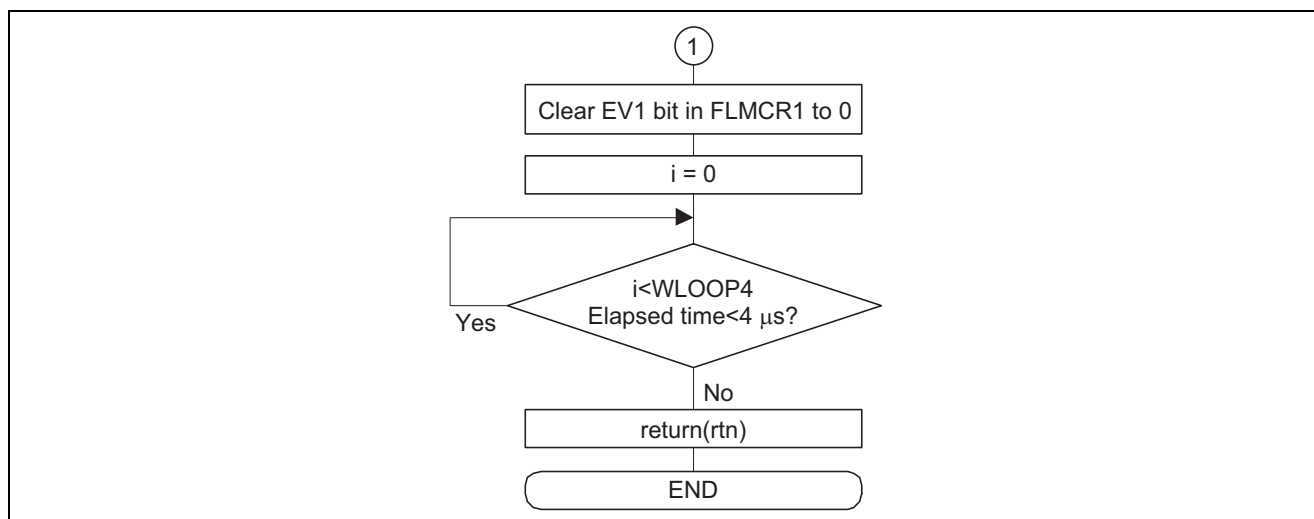 1
Clear EV1 bit in FLMCR1 to 0
i = 0
i<WLOOP4
Elapsed time<4 μs?
Yes
No
return(rtn)
END